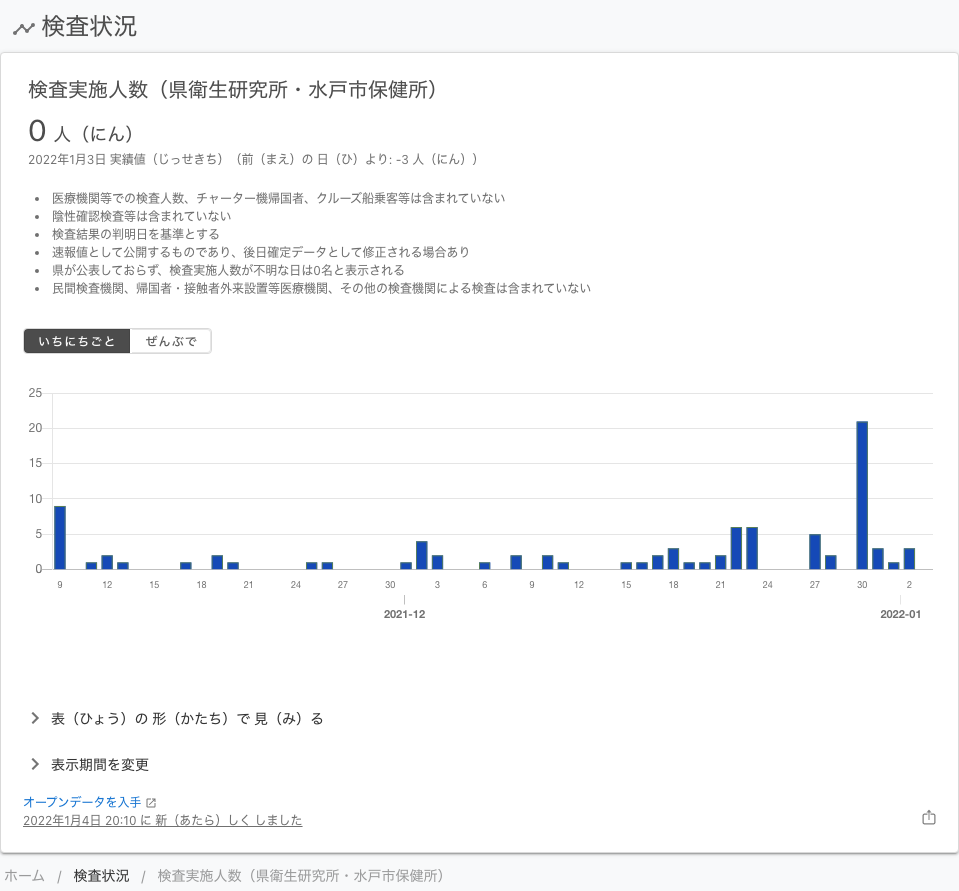 検査状況
検査実施人数（県衛生研究所・水戸市保健所）
0 人（にん）
2022年1月3日 実績値（じっせきち）（前（まえ）の 日（ひ）より: -3 人（にん））
• 医療機関等での検査人数、チャーター機帰国者、クルーズ船乗客等は含まれていない
• 陰性確認検査等は含まれていない
• 検査結果の判明日を基準とする
• 速報値として公開するものであり、後日確定データとして修正される場合あり
• 県が公表しておらず、検査実施人数が不明な日は0名と表示される
• 民間検査機関、帰国者・接触者外来設置等医療機関、その他の検査機関による検査は含まれていない
いちにちごと ぜんぶで
25
20
15
10
5
0
9 12 15 18 21 24 27 30 3 6 9 12 15 18 21 24 27 30 2
2021-12 2022-01
表（ひょう）の 形（かたち）で 見（み）る
表示期間を変更
オープンデータを入手
2022年1月4日 20:10 に 新（あたら）しく しました
ホーム / 検査状況 / 検査実施人数（県衛生研究所・水戸市保健所）